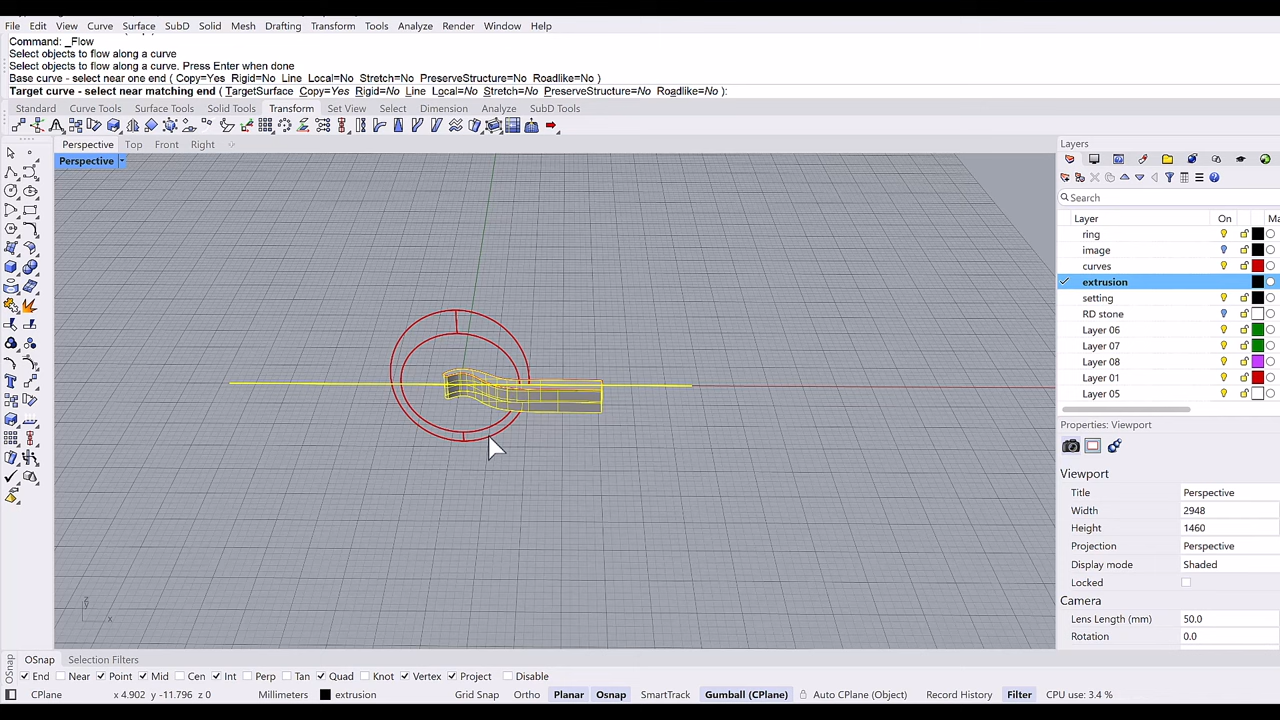 File Edit View Curve Surface SubD Solid Mesh Drafting Transform Tools Analyze Render Window Help
Command: _Flow
Select objects to flow along a curve
Select objects to flow along a curve. Press Enter when done
Base curve - select near one end ( Copy=Yes Rigid=No Line Local=No Stretch=No PreserveStructure=No Roadlike=No )
Target curve - select near matching end ( TargetSurface Copy=Yes Rigid=No Line Local=No Stretch=No PreserveStructure=No Roadlike=No ):
Standard Curve Tools Surface Tools Solid Tools Transform Set View Select Dimension Analyze SubD Tools
Perspective Top Front Right
Perspective
Layers
Search
Layer On Ma
ring
image
curves
extrusion
setting
RD stone
Layer 06
Layer 07
Layer 08
Layer 01
Layer 05
Properties: Viewport
Viewport
Title Perspective
Width 2948
Height 1460
Projection Perspective
Display mode Shaded
Locked
Camera
Lens Length (mm) 50.0
Rotation 0.0
z y x
OSnap Selection Filters
OSnap
End Near Point Mid Cen Int Perp Tan Quad Knot Vertex Project Disable
CPlane x 4.902 y -11.796 z 0 Millimeters extrusion Grid Snap Ortho Planar Osnap SmartTrack Gumball (CPlane) Auto CPlane (Object) Record History Filter CPU use: 3.4 %